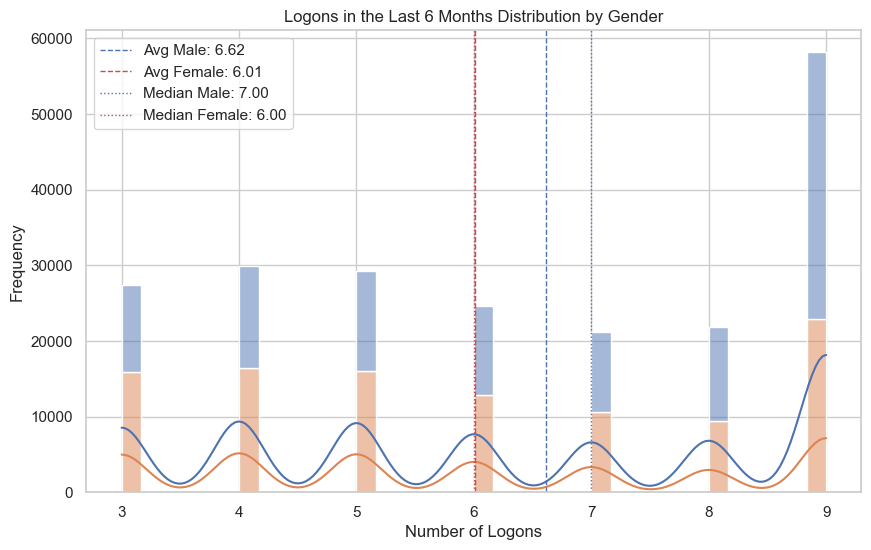 Logons in the Last 6 Months Distribution by Gender
60000
50000
40000
30000
20000
10000
0
Frequency
Avg Male: 6.62
Avg Female: 6.01
Median Male: 7.00
Median Female: 6.00
3 4 5 6 7 8 9
Number of Logons